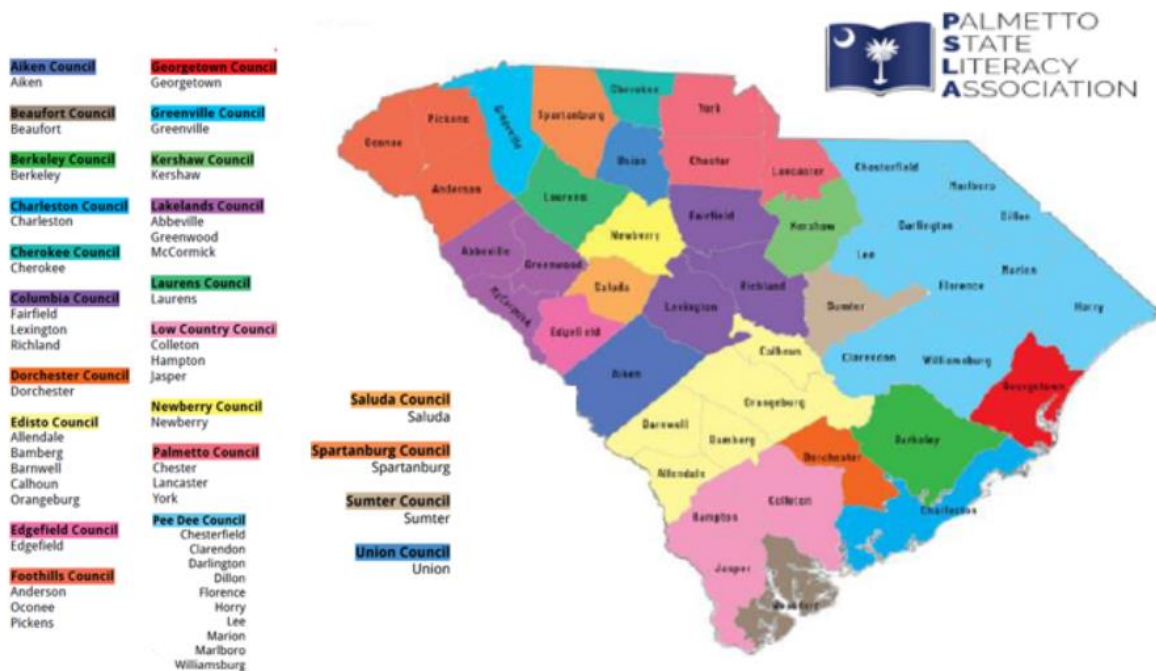 PALMETTO
STATE
LITERACY
ASSOCIATION
Aiken Council
Aiken
Beaufort Council
Beaufort
Berkeley Council
Berkeley
Charleston Council
Charleston
Cherokee Council
Cherokee
Columbia Council
Fairfield
Lexington
Richland
Dorchester Council
Dorchester
Edisto Council
Allendale
Bamberg
Barnwell
Calhoun
Orangeburg
Edgefield Council
Edgefield
Foothills Council
Anderson
Oconee
Pickens
Georgetown Council
Georgetown
Greenville Council
Greenville
Kershaw Council
Kershaw
Lakelands Council
Abbeville
Greenwood
McCormick
Laurens Council
Laurens
Low Country Counci
Colleton
Hampton
Jasper
Newberry Council
Newberry
Palmetto Council
Chester
Lancaster
York
Pee Dee Council
Chesterfield
Clarendon
Darlington
Dillon
Florence
Horry
Lee
Marion
Marlboro
Williamsburg
Saluda Council
Saluda
Spartanburg Council
Spartanburg
Sumter Council
Sumter
Union Council
Union
Oconee
Pickens
Greenville
Spartanburg
Cherokee
York
Union
Chester
Lancaster
Chesterfield
Marlboro
Anderson
Laurens
Dillon
Fairfield
Darlington
Kershaw
Newberry
Abbeville
Greenwood
Lee
Marion
Florence
Saluda
Richland
McCormick
Lexington
Sumter
Horry
Edgefield
Calhoun
Clarendon
Williamsburg
Aiken
Georgetown
Orangeburg
Barnwell
Bamberg
Berkeley
Dorchester
Allendale
Colleton
Hampton
Charleston
Jasper
Beaufort